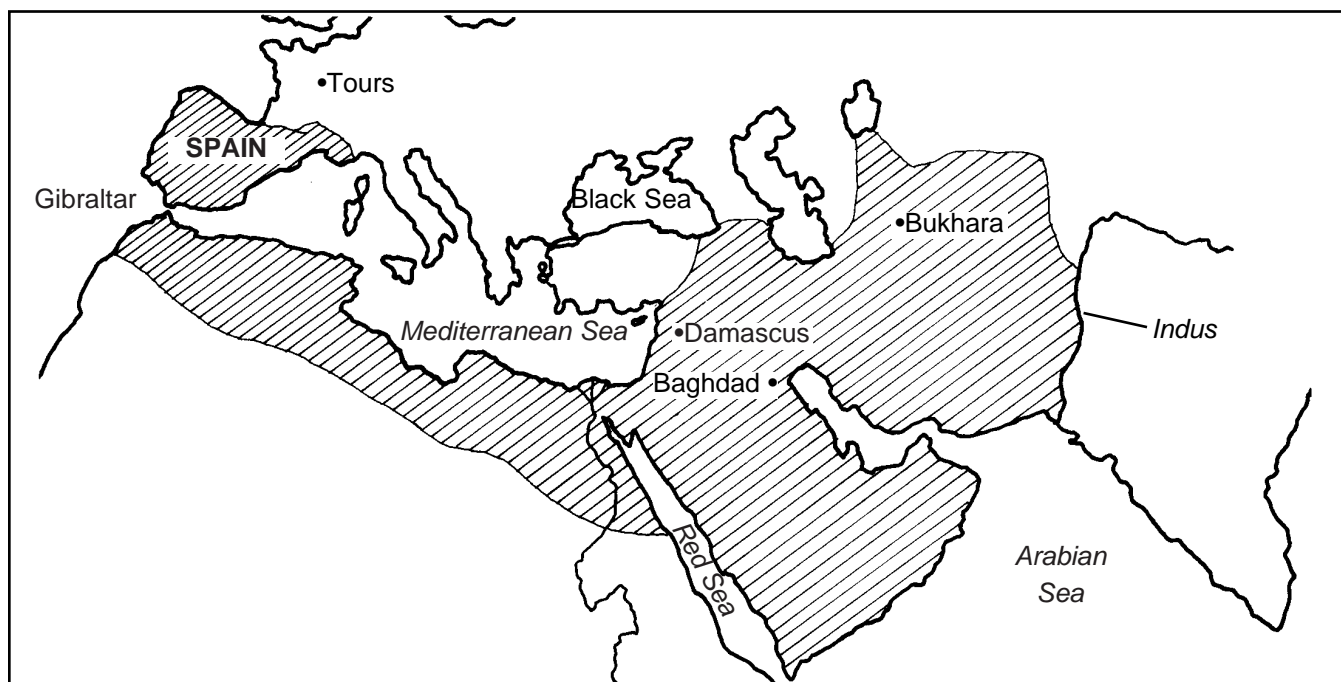 Tours
SPAIN
Gibraltar
Black Sea
Bukhara
Mediterranean Sea
Damascus
Indus
Baghdad
Red Sea
Arabian
Sea